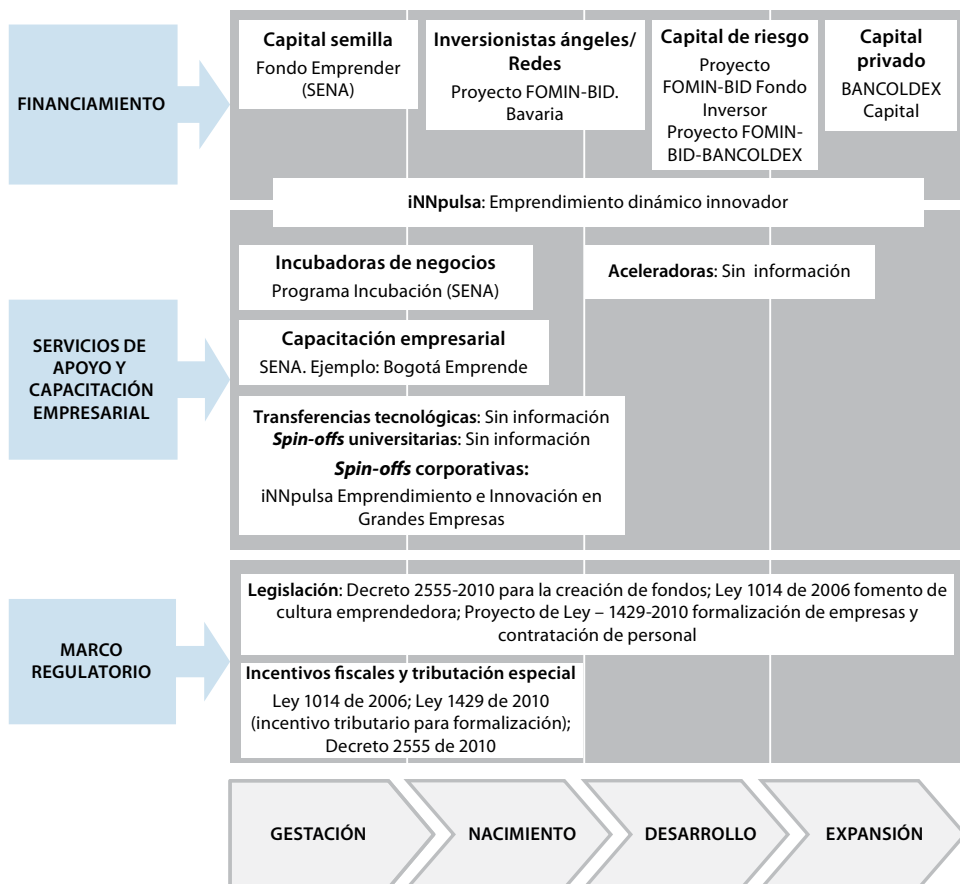 FINANCIAMIENTO
Capital semilla
Fondo Emprender
(SENA)
Inversionistas ángeles/
Redes
Proyecto FOMIN-BID.
Bavaria
Capital de riesgo
Proyecto
FOMIN-BID Fondo
Inversor
Proyecto FOMIN-
BID-BANCOLDEX
Capital
privado
BANCOLDEX
Capital
iNNpulsa: Emprendimiento dinámico innovador
SERVICIOS DE
APOYO Y
CAPACITACIÓN
EMPRESARIAL
Incubadoras de negocios
Programa Incubación (SENA)
Aceleradoras: Sin información
Capacitación empresarial
SENA. Ejemplo: Bogotá Emprende
Transferencias tecnológicas: Sin información
Spin-offs universitarias: Sin información
Spin-offs corporativas:
iNNpulsa Emprendimiento e Innovación en
Grandes Empresas
MARCO
REGULATORIO
Legislación: Decreto 2555-2010 para la creación de fondos; Ley 1014 de 2006 fomento de
cultura emprendedora; Proyecto de Ley – 1429-2010 formalización de empresas y
contratación de personal
Incentivos fiscales y tributación especial
Ley 1014 de 2006; Ley 1429 de 2010
(incentivo tributario para formalización);
Decreto 2555 de 2010
GESTACIÓN
NACIMIENTO
DESARROLLO
EXPANSIÓN